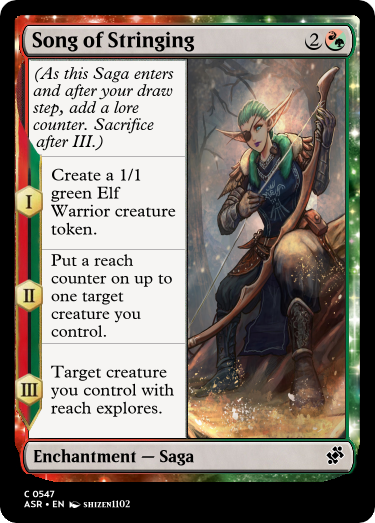 Song of Stringing 2
(As this Saga enters
and after your draw
step, add a lore
counter. Sacrifice
after III.)
I
Create a 1/1
green Elf
Warrior creature
token.
II
Put a reach
counter on up to
one target
creature you
control.
III
Target creature
you control with
reach explores.
Enchantment — Saga
C 0547
ASR • EN SHIZEN1102